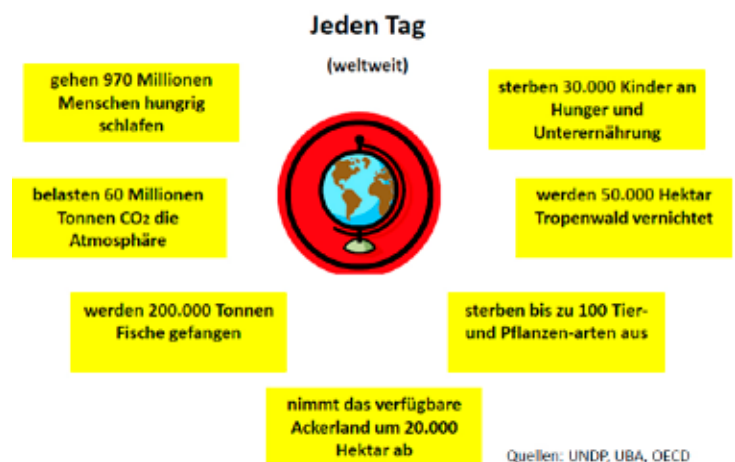 Jeden Tag
(weltweit)
gehen 970 Millionen
Menschen hungrig
schlafen
sterben 30.000 Kinder an
Hunger und
Unterernährung
belasten 60 Millionen
Tonnen CO₂ die
Atmosphäre
werden 50.000 Hektar
Tropenwald vernichtet
werden 200.000 Tonnen
Fische gefangen
sterben bis zu 100 Tier-
und Pflanzen-arten aus
nimmt das verfügbare
Ackerland um 20.000
Hektar ab
Quellen: UNDP, UBA, OECD